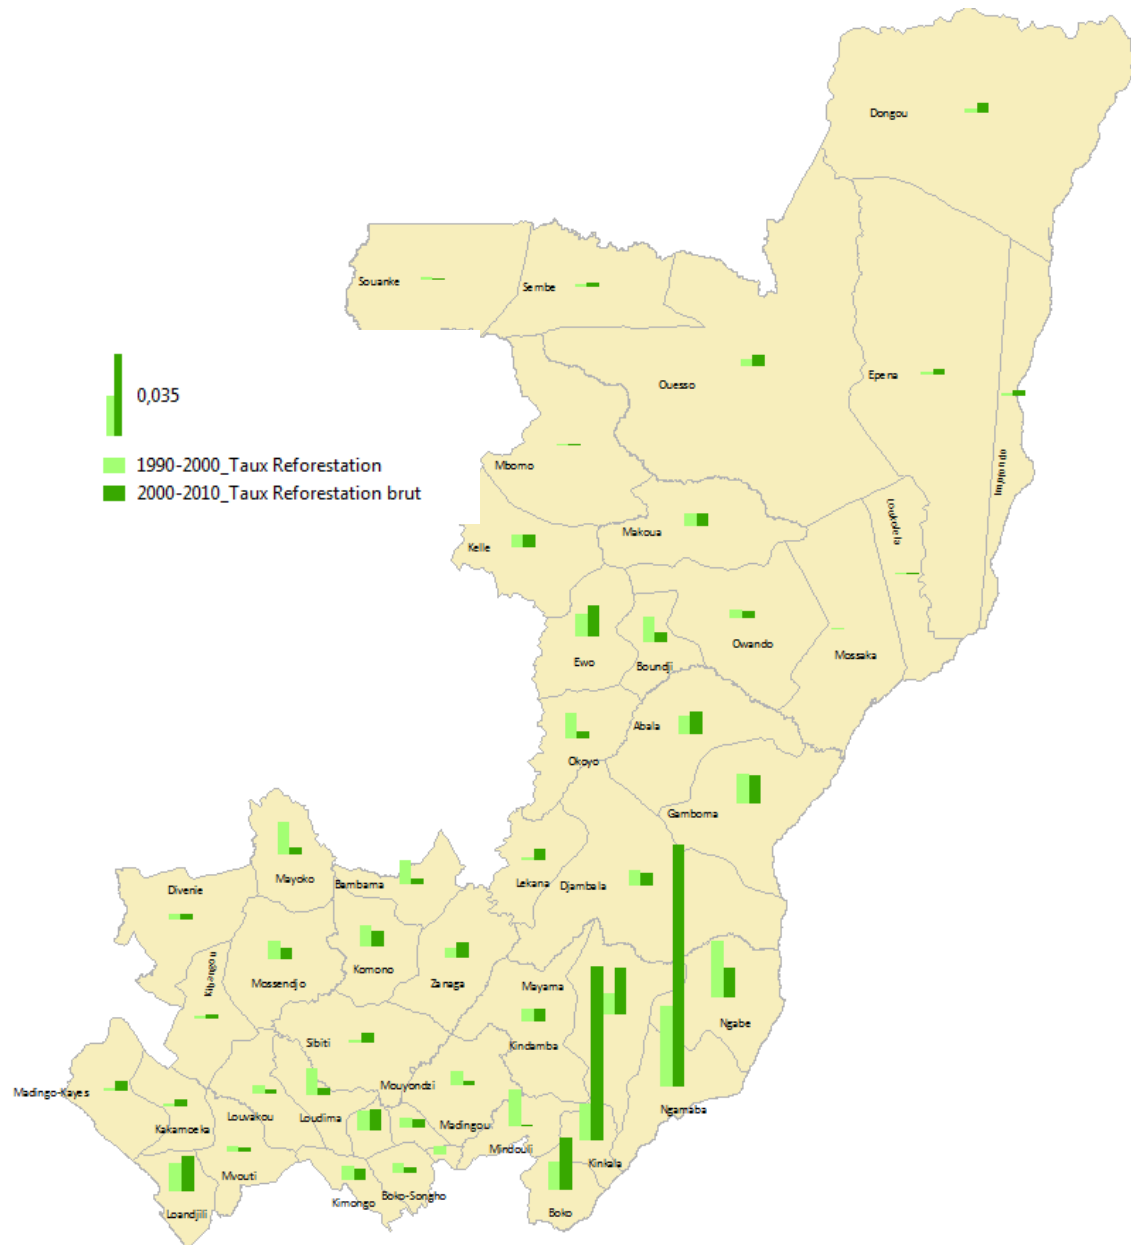 Dongou
Souanke
Sembe
0,035
Ouesso
Epena
1990-2000_Taux Reforestation
2000-2010_Taux Reforestation brut
Mbomo
Impfondo
Loukolela
Makoua
Kelle
Owando
Mossaka
Ewo
Boundji
Abala
Okoyo
Gamboma
Mayoko
Bambama
Lekana
Djambala
Divenie
Kibangou
Mossendjo
Komono
Zanaga
Mayama
Ngabe
Sibiti
Kindamba
Mouyondzi
Madingo-Kayes
Kakamoeka
Louvakou
Loudima
Madingou
Ngamaba
Mindouli
Kinkala
Mvouti
Loandjili
Kimongo
Boko-Songho
Boko